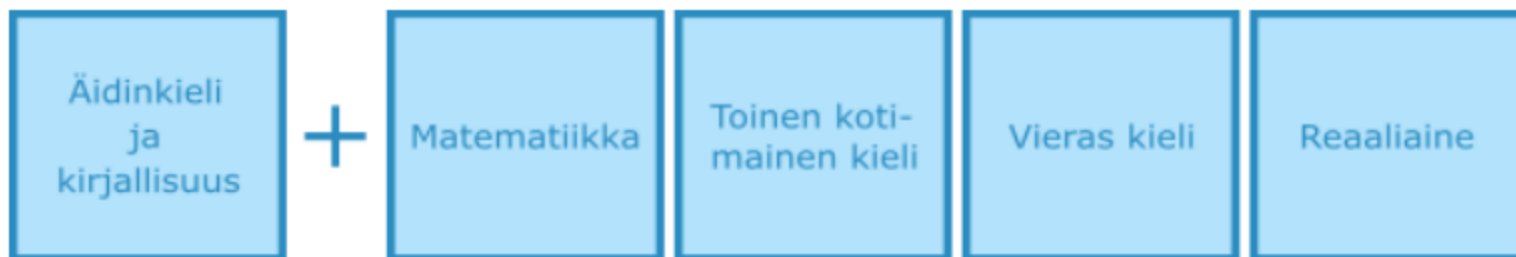 Äidinkieli
ja
kirjallisuus
+
Matematiikka
Toinen koti-
mainen kieli
Vieras kieli
Reaaliaine